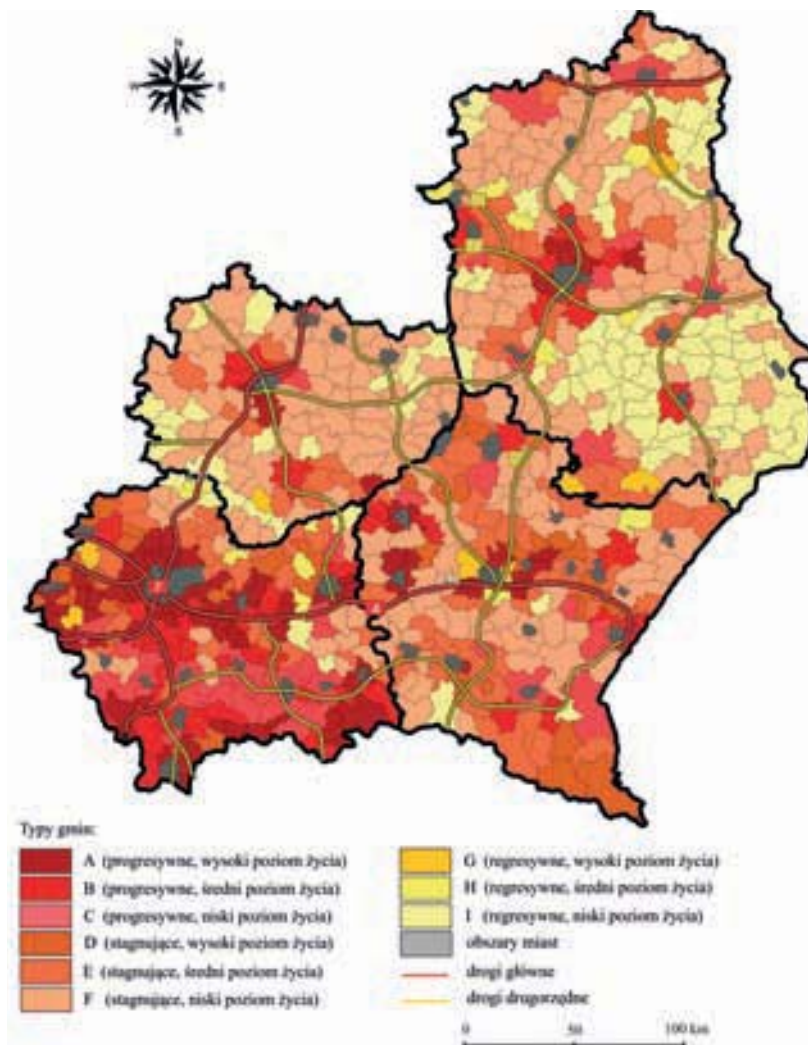 N
W E
S
Typy gmin:
A (progresywne, wysoki poziom życia)
B (progresywne, średni poziom życia)
C (progresywne, niski poziom życia)
D (stagnujące, wysoki poziom życia)
E (stagnujące, średni poziom życia)
F (stagnujące, niski poziom życia)
G (regresywne, wysoki poziom życia)
H (regresywne, średni poziom życia)
I (regresywne, niski poziom życia)
obszary miast
drogi główne
drogi drugorzędne
0 50 100 km